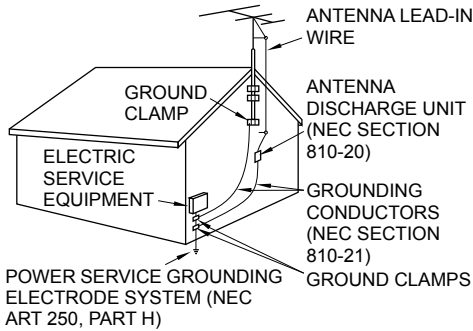 ANTENNA LEAD-IN
WIRE
GROUND
CLAMP
ANTENNA
DISCHARGE UNIT
(NEC SECTION
810-20)
ELECTRIC
SERVICE
EQUIPMENT
GROUNDING
CONDUCTORS
(NEC SECTION
810-21)
GROUND CLAMPS
POWER SERVICE GROUNDING
ELECTRODE SYSTEM (NEC
ART 250, PART H)